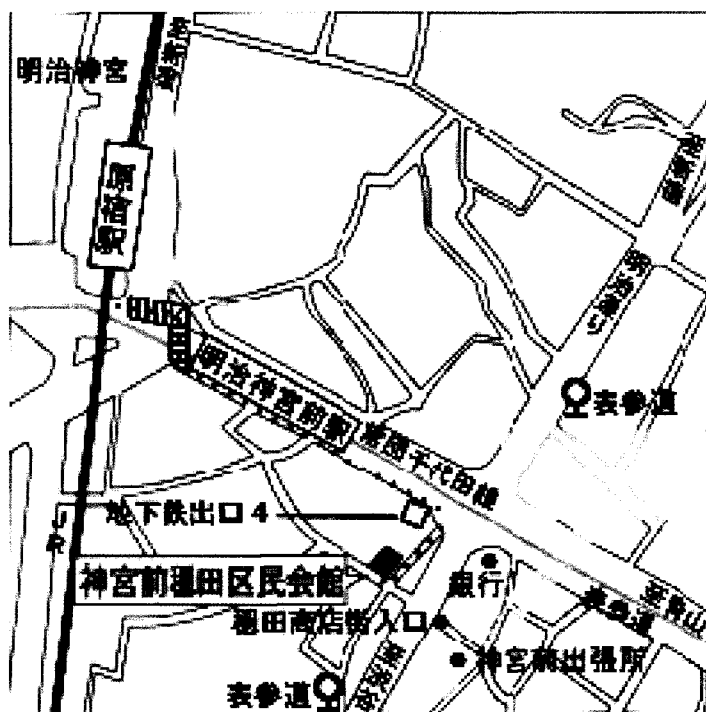 明治神宮
原宿駅
明治通り
表参道
明治神宮前駅
営団千代田線
地下鉄出口4
神宮前穏田区民会館
銀行
至青山
表参道
穏田商店街入口
神宮前出張所
表参道